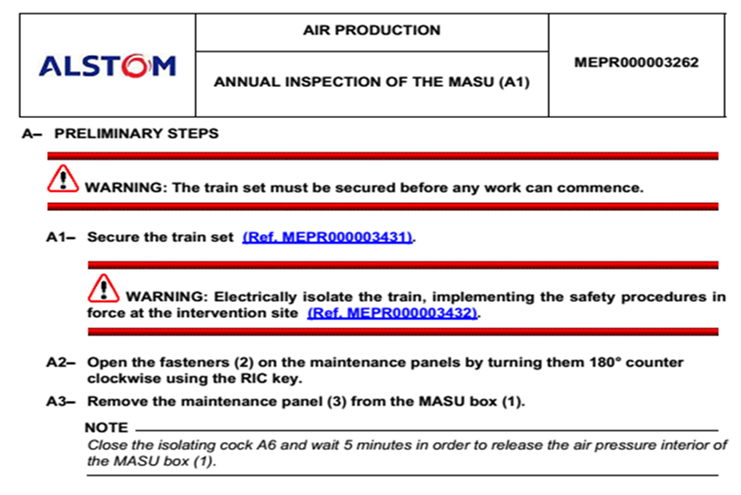 AIR PRODUCTION
ALSTOM
MEPR000003262
ANNUAL INSPECTION OF THE MASU (A1)
A– PRELIMINARY STEPS
WARNING: The train set must be secured before any work can commence.
A1– Secure the train set (Ref. MEPR000003431).
WARNING: Electrically isolate the train, implementing the safety procedures in
force at the intervention site (Ref. MEPR000003432).
A2– Open the fasteners (2) on the maintenance panels by turning them 180° counter
clockwise using the RIC key.
A3– Remove the maintenance panel (3) from the MASU box (1).
NOTE
Close the isolating cock A6 and wait 5 minutes in order to release the air pressure interior of
the MASU box (1).